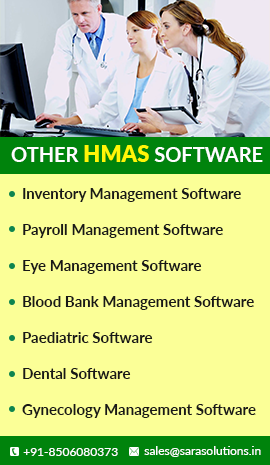 OTHER HMAS SOFTWARE
Inventory Management Software
Payroll Management Software
Eye Management Software
Blood Bank Management Software
Paediatric Software
Dental Software
Gynecology Management Software
+91-8506080373 sales@sarasolutions.in